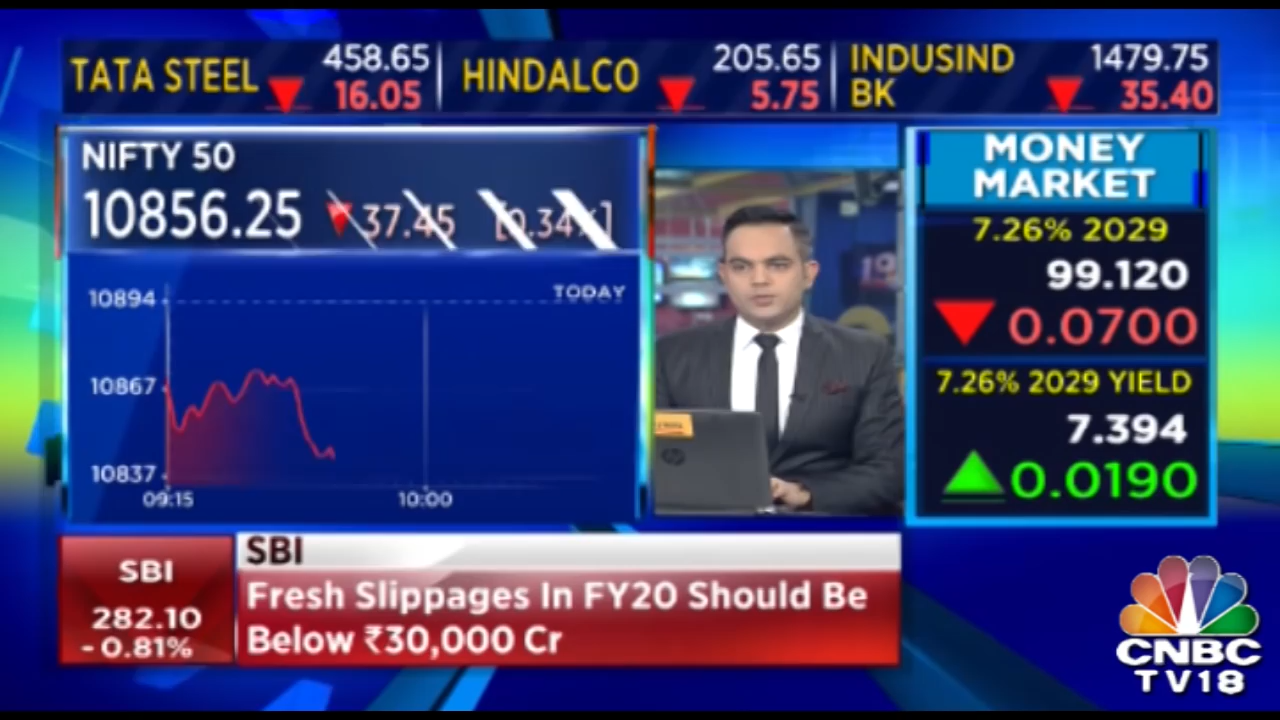 TATA STEEL 458.65 16.05
HINDALCO 205.65 5.75
INDUSIND 1479.75
BK 35.40
NIFTY 50
10856.25 37.45 [0.34%]
TODAY
10894
10867
10837
09:15 10:00
MONEY
MARKET
7.26% 2029
99.120
0.0700
7.26% 2029 YIELD
7.394
0.0190
hp
SBI
282.10
-0.81%
SBI
Fresh Slippages In FY20 Should Be
Below ₹30,000 Cr
CNBC
TV18